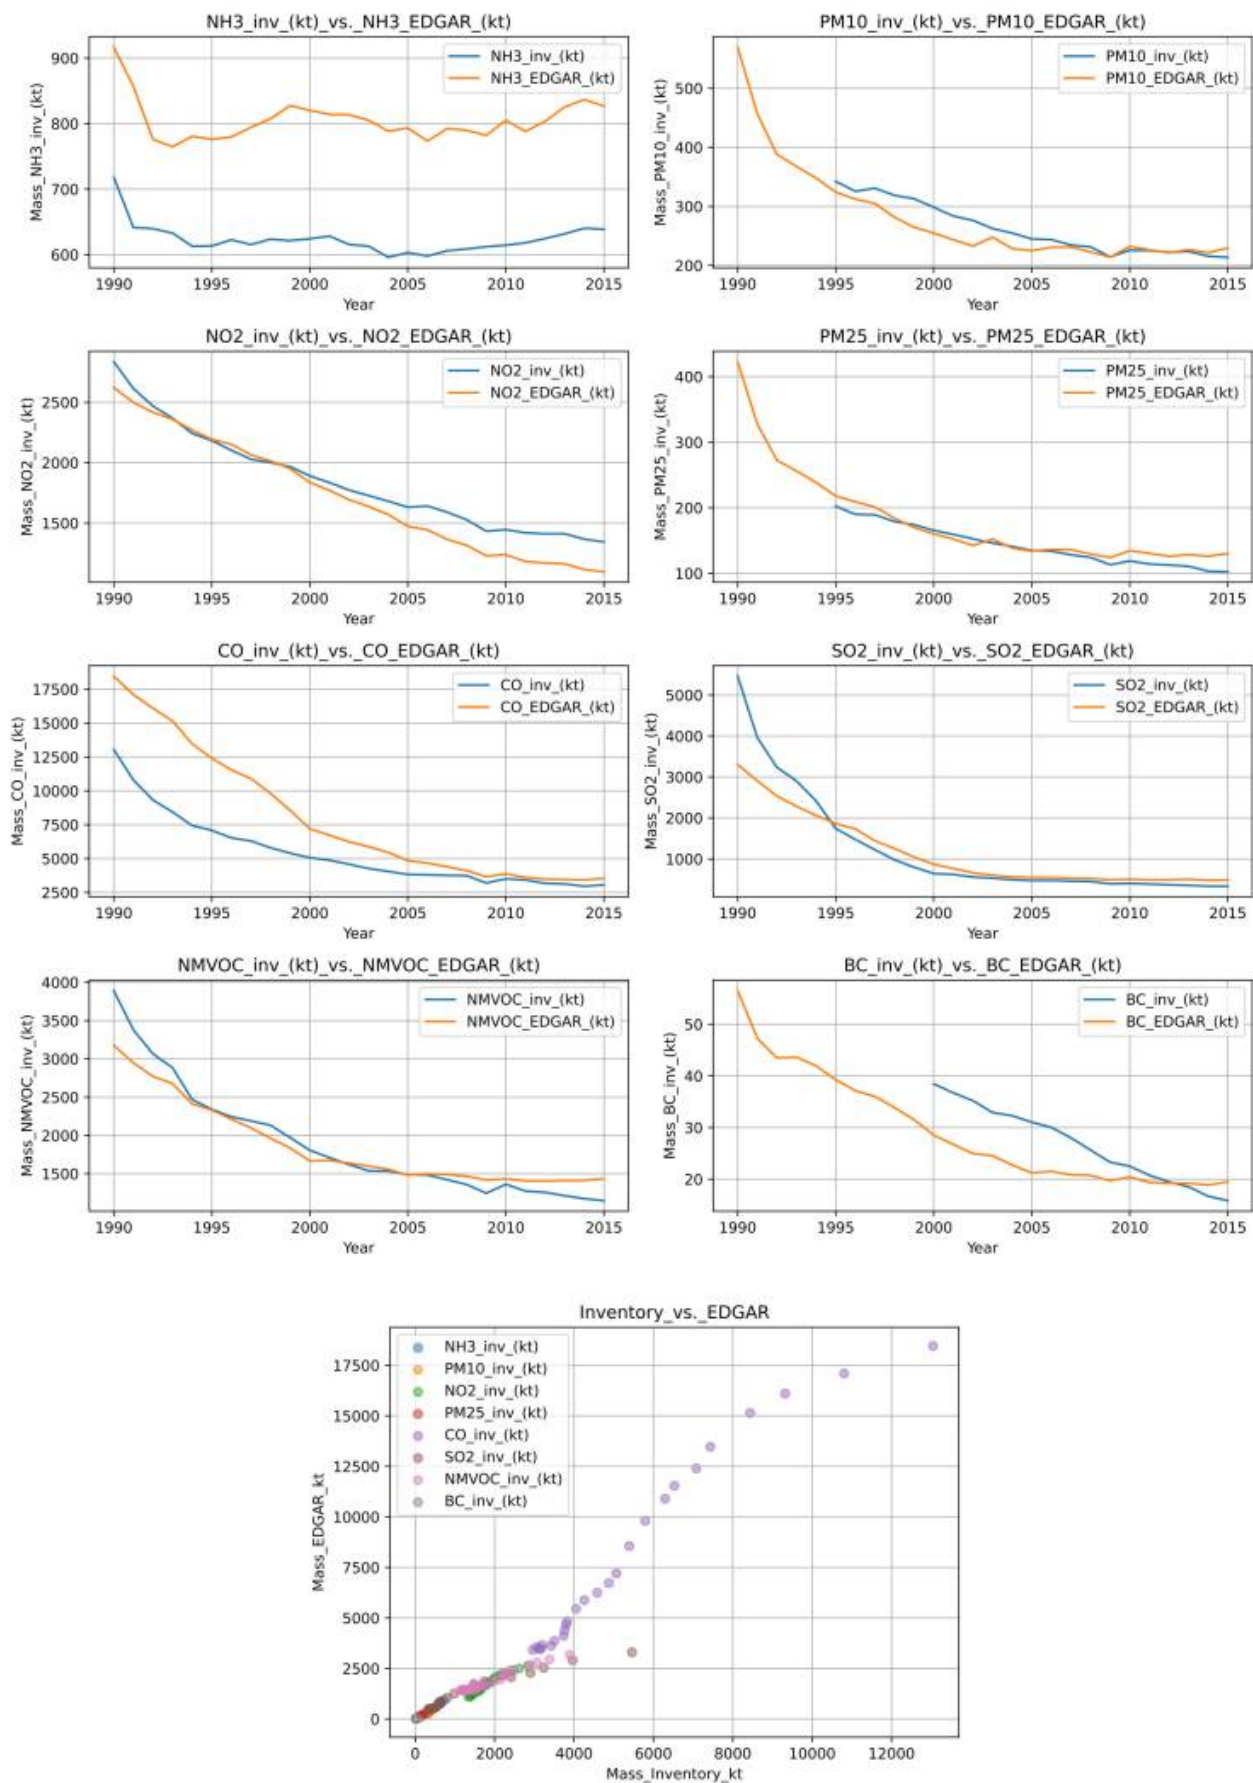 NH3_inv_(kt)_vs._NH3_EDGAR_(kt)
Mass_NH3_inv_(kt)
900
800
700
600
NH3_inv_(kt)
NH3_EDGAR_(kt)
1990 1995 2000 2005 2010 2015
Year
PM10_inv_(kt)_vs._PM10_EDGAR_(kt)
Mass_PM10_inv_(kt)
500
400
300
200
PM10_inv_(kt)
PM10_EDGAR_(kt)
1990 1995 2000 2005 2010 2015
Year
NO2_inv_(kt)_vs._NO2_EDGAR_(kt)
Mass_NO2_inv_(kt)
2500
2000
1500
NO2_inv_(kt)
NO2_EDGAR_(kt)
1990 1995 2000 2005 2010 2015
Year
PM25_inv_(kt)_vs._PM25_EDGAR_(kt)
Mass_PM25_inv_(kt)
400
300
200
100
PM25_inv_(kt)
PM25_EDGAR_(kt)
1990 1995 2000 2005 2010 2015
Year
CO_inv_(kt)_vs._CO_EDGAR_(kt)
Mass_CO_inv_(kt)
17500
15000
12500
10000
7500
5000
2500
CO_inv_(kt)
CO_EDGAR_(kt)
1990 1995 2000 2005 2010 2015
Year
SO2_inv_(kt)_vs._SO2_EDGAR_(kt)
Mass_SO2_inv_(kt)
5000
4000
3000
2000
1000
SO2_inv_(kt)
SO2_EDGAR_(kt)
1990 1995 2000 2005 2010 2015
Year
NMVOC_inv_(kt)_vs._NMVOC_EDGAR_(kt)
Mass_NMVOC_inv_(kt)
4000
3500
3000
2500
2000
1500
NMVOC_inv_(kt)
NMVOC_EDGAR_(kt)
1990 1995 2000 2005 2010 2015
Year
BC_inv_(kt)_vs._BC_EDGAR_(kt)
Mass_BC_inv_(kt)
50
40
30
20
BC_inv_(kt)
BC_EDGAR_(kt)
1990 1995 2000 2005 2010 2015
Year
Inventory_vs._EDGAR
Mass_EDGAR_kt
17500
15000
12500
10000
7500
5000
2500
0
NH3_inv_(kt)
PM10_inv_(kt)
NO2_inv_(kt)
PM25_inv_(kt)
CO_inv_(kt)
SO2_inv_(kt)
NMVOC_inv_(kt)
BC_inv_(kt)
0 2000 4000 6000 8000 10000 12000
Mass_Inventory_kt